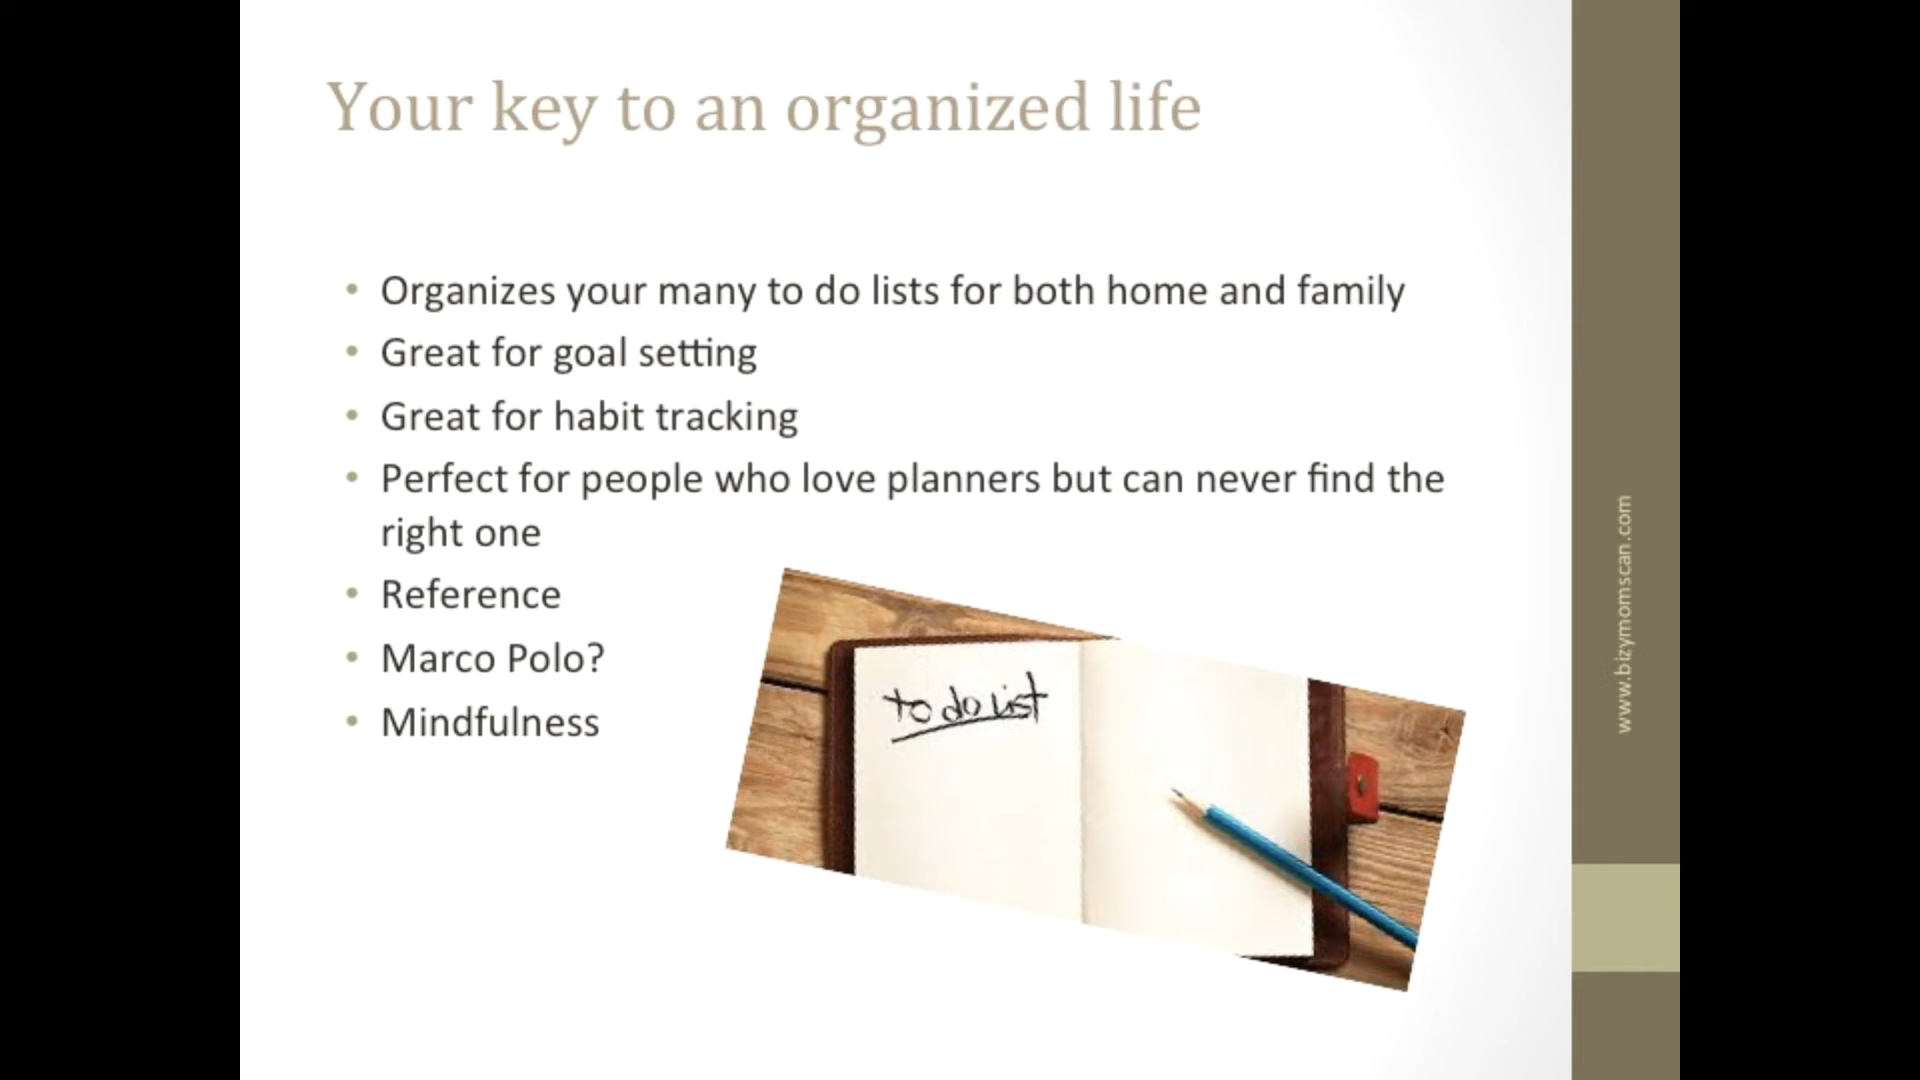 Your key to an organized life
• Organizes your many to do lists for both home and family
• Great for goal setting
• Great for habit tracking
• Perfect for people who love planners but can never find the
right one
• Reference
• Marco Polo?
• Mindfulness
to do list
www.bizymomscan.com